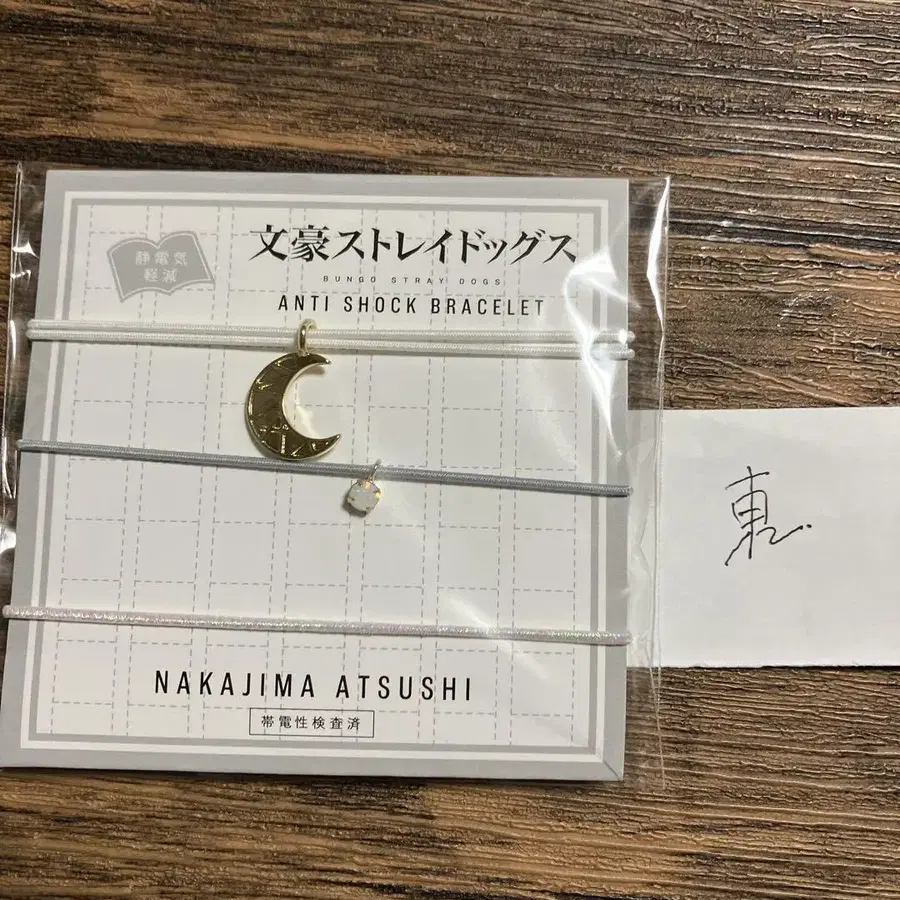 静電気
軽減
文豪ストレイドッグス
BUNGO STRAY DOGS
ANTI SHOCK BRACELET
NAKAJIMA ATSUSHI
帯電性検査済